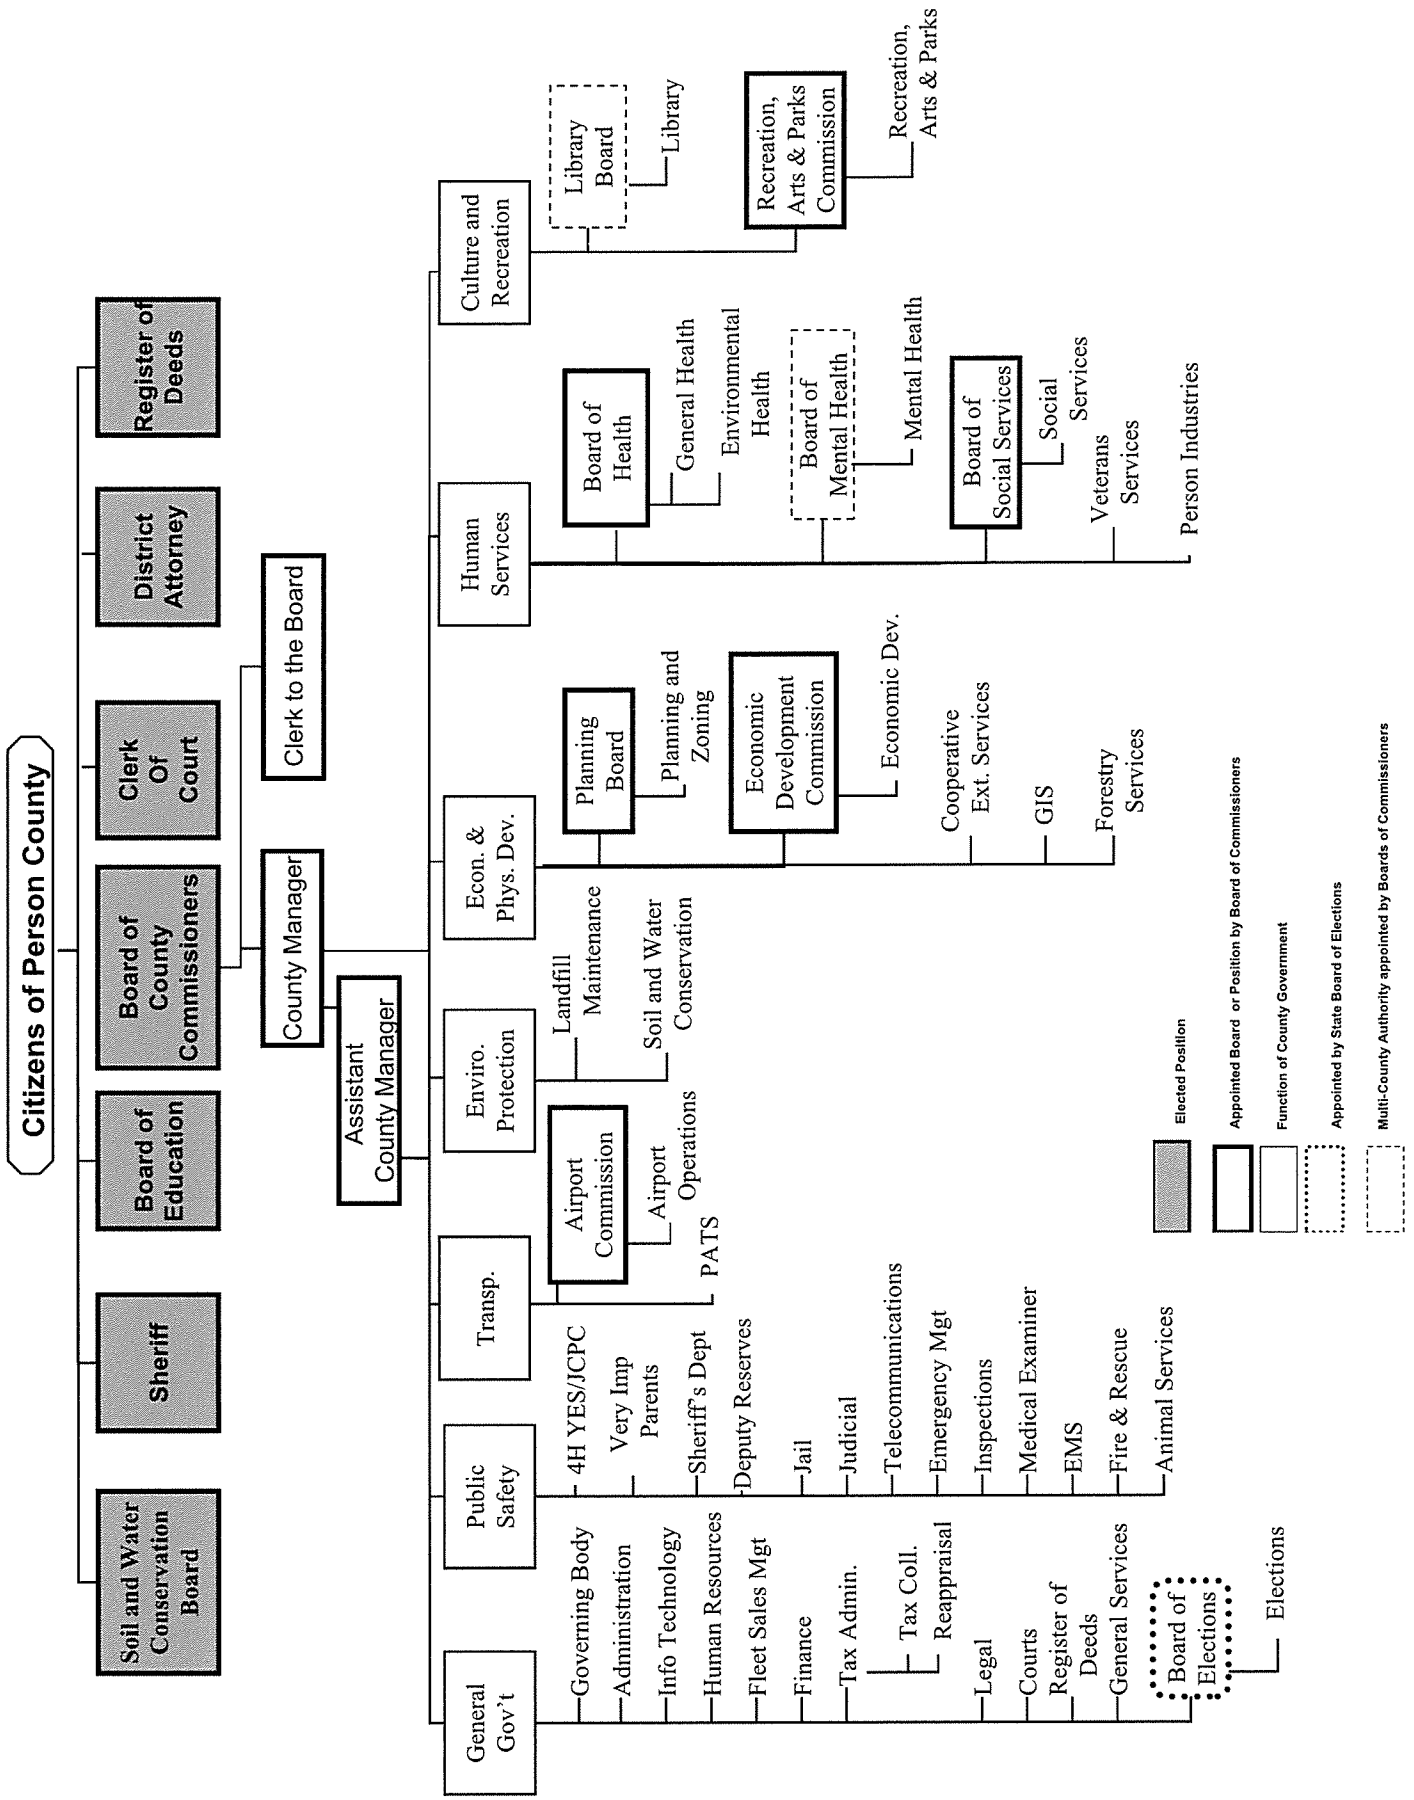 Citizens of Person County
Soil and Water
Conservation
Board
Sheriff
Board of
Education
Board of
County
Commissioners
Clerk
Of
Court
District
Attorney
Register of
Deeds
County Manager
Clerk to the Board
Assistant
County Manager
General
Gov't
Governing Body
Administration
Info Technology
Human Resources
Fleet Sales Mgt
Finance
Tax Admin.
Tax Coll.
Reappraisal
Legal
Courts
Register of
Deeds
General Services
Board of
Elections
Elections
Public
Safety
4H YES/JCPC
Very Imp
Parents
Sheriff's Dept
Deputy Reserves
Jail
Judicial
Telecommunications
Emergency Mgt
Inspections
Medical Examiner
EMS
Fire & Rescue
Animal Services
Transp.
Airport
Commission
Airport
Operations
PATS
Enviro.
Protection
Landfill
Maintenance
Soil and Water
Conservation
Econ. &
Phys. Dev.
Planning
Board
Planning and
Zoning
Economic
Development
Commission
Economic Dev.
Cooperative
Ext. Services
GIS
Forestry
Services
Human
Services
Board of
Health
General Health
Environmental
Health
Board of
Mental Health
Mental Health
Board of
Social Services
Social
Services
Veterans
Services
Person Industries
Culture and
Recreation
Library
Board
Library
Recreation,
Arts & Parks
Commission
Recreation,
Arts & Parks
Elected Position
Appointed Board or Position by Board of Commissioners
Function of County Government
Appointed by State Board of Elections
Multi-County Authority appointed by Boards of Commissioners